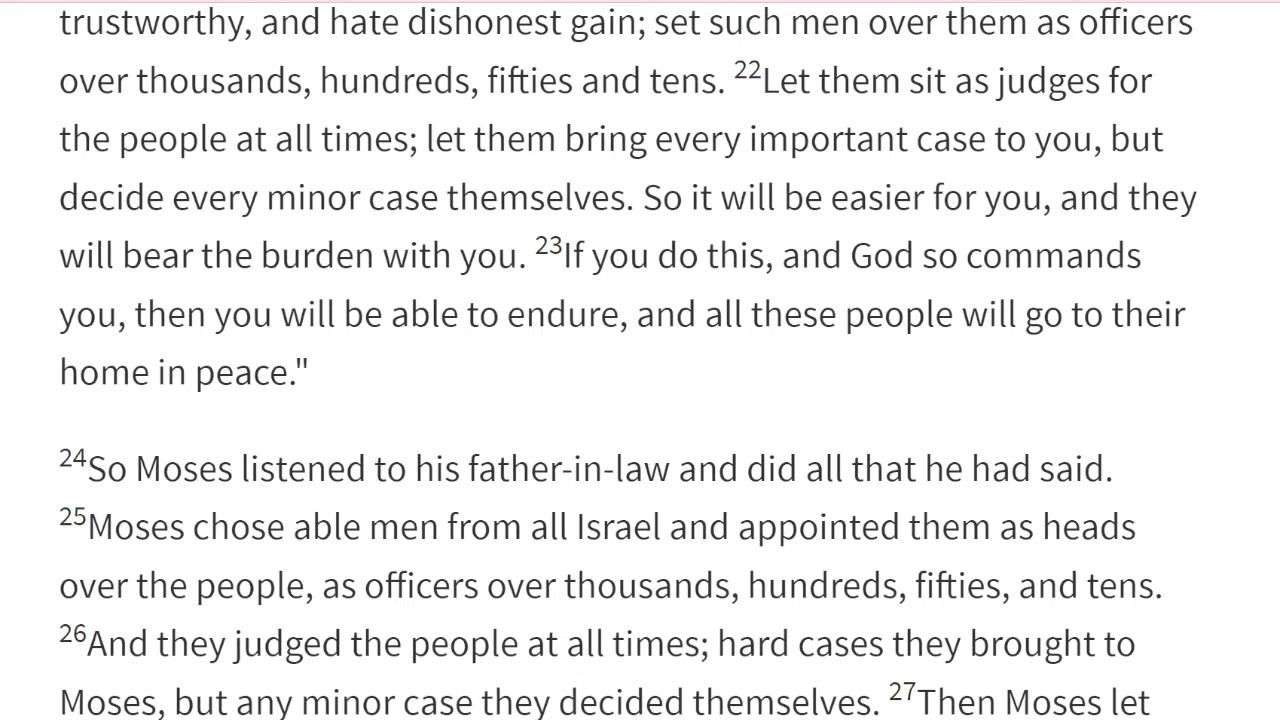 trustworthy, and hate dishonest gain; set such men over them as officers
over thousands, hundreds, fifties and tens. 22Let them sit as judges for
the people at all times; let them bring every important case to you, but
decide every minor case themselves. So it will be easier for you, and they
will bear the burden with you. 23If you do this, and God so commands
you, then you will be able to endure, and all these people will go to their
home in peace."
24So Moses listened to his father-in-law and did all that he had said.
25Moses chose able men from all Israel and appointed them as heads
over the people, as officers over thousands, hundreds, fifties, and tens.
26And they judged the people at all times; hard cases they brought to
Moses, but any minor case they decided themselves. 27Then Moses let